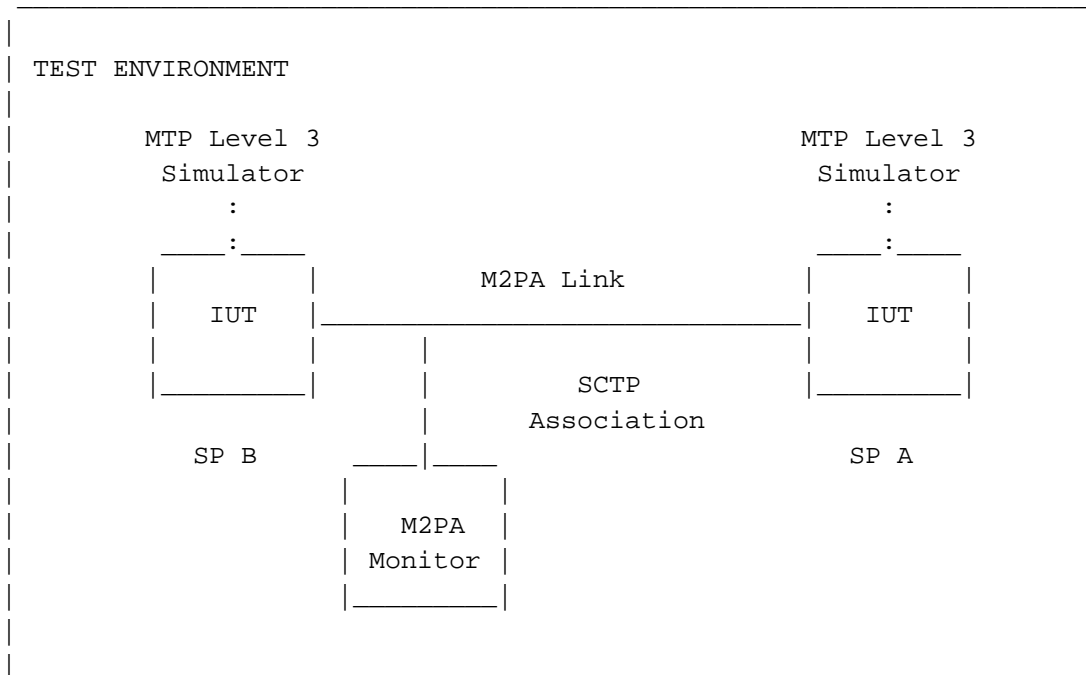 TEST ENVIRONMENT
MTP Level 3 MTP Level 3
Simulator Simulator
: :
: :
M2PA Link
IUT IUT
SCTP
Association
SP B SP A
M2PA
Monitor